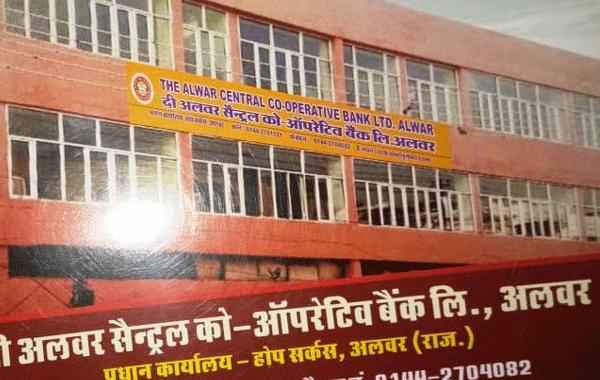 THE ALWAR CENTRAL CO-OPERATIVE BANK LTD. ALWAR
दी अलवर सैन्ट्रल को-ऑपरेटिव बैंक लि. अलवर
अलवर सैन्ट्रल को-ऑपरेटिव बैंक लि., अलवर
प्रधान कार्यालय – होप सर्कस, अलवर (राज.)
0144-2704082